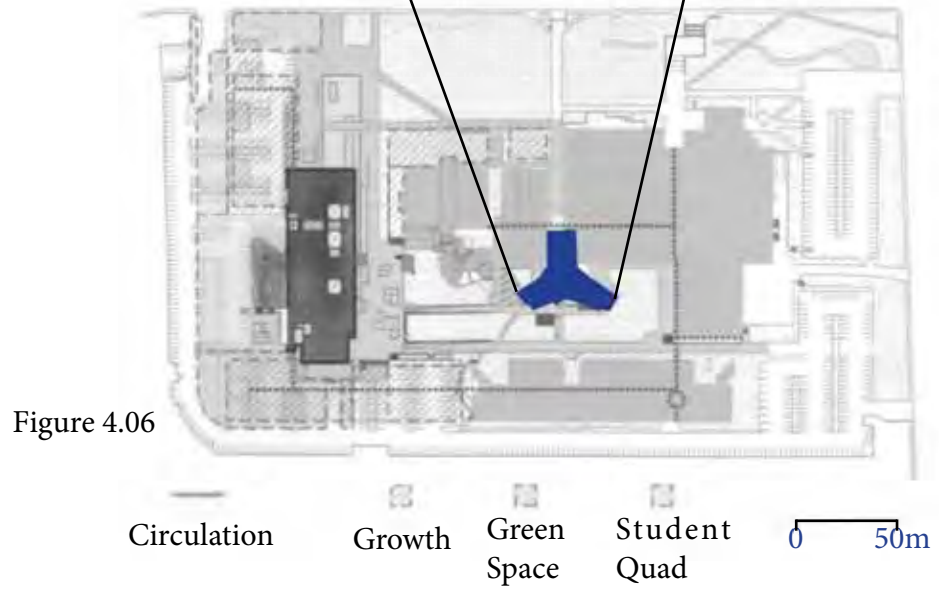 Figure 4.06
Circulation
Growth
Green
Space
Student
Quad
0 50m